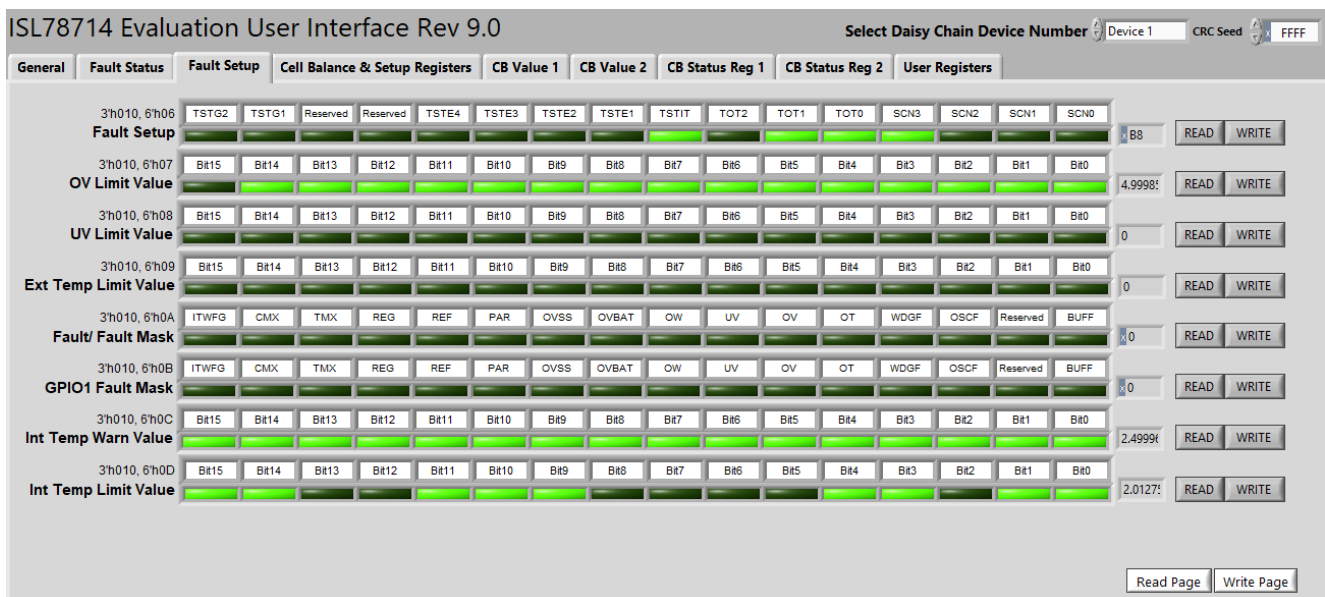 ISL78714 Evaluation User Interface Rev 9.0
Select Daisy Chain Device Number Device 1 CRC Seed x FFFF
General Fault Status Fault Setup Cell Balance & Setup Registers CB Value 1 CB Value 2 CB Status Reg 1 CB Status Reg 2 User Registers
3'h010, 6'h06 TSTG2 TSTG1 Reserved Reserved TSTE4 TSTE3 TSTE2 TSTE1 TSTIT TOT2 TOT1 TOT0 SCN3 SCN2 SCN1 SCN0
Fault Setup x B8 READ WRITE
3'h010, 6'h07 Bit15 Bit14 Bit13 Bit12 Bit11 Bit10 Bit9 Bit8 Bit7 Bit6 Bit5 Bit4 Bit3 Bit2 Bit1 Bit0
OV Limit Value 4.9998 READ WRITE
3'h010, 6'h08 Bit15 Bit14 Bit13 Bit12 Bit11 Bit10 Bit9 Bit8 Bit7 Bit6 Bit5 Bit4 Bit3 Bit2 Bit1 Bit0
UV Limit Value 0 READ WRITE
3'h010, 6'h09 Bit15 Bit14 Bit13 Bit12 Bit11 Bit10 Bit9 Bit8 Bit7 Bit6 Bit5 Bit4 Bit3 Bit2 Bit1 Bit0
Ext Temp Limit Value 0 READ WRITE
3'h010, 6'h0A ITWFG CMX TMX REG REF PAR OVSS OVBAT OW UV OV OT WDGF OSCF Reserved BUFF
Fault/ Fault Mask x 0 READ WRITE
3'h010, 6'h0B ITWFG CMX TMX REG REF PAR OVSS OVBAT OW UV OV OT WDGF OSCF Reserved BUFF
GPIO1 Fault Mask x 0 READ WRITE
3'h010, 6'h0C Bit15 Bit14 Bit13 Bit12 Bit11 Bit10 Bit9 Bit8 Bit7 Bit6 Bit5 Bit4 Bit3 Bit2 Bit1 Bit0
Int Temp Warn Value 2.4999 READ WRITE
3'h010, 6'h0D Bit15 Bit14 Bit13 Bit12 Bit11 Bit10 Bit9 Bit8 Bit7 Bit6 Bit5 Bit4 Bit3 Bit2 Bit1 Bit0
Int Temp Limit Value 2.0127 READ WRITE
Read Page Write Page